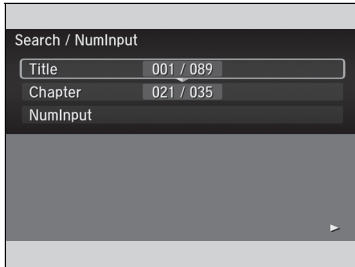 Search / NumInput
Title 001 / 089
Chapter 021 / 035
NumInput